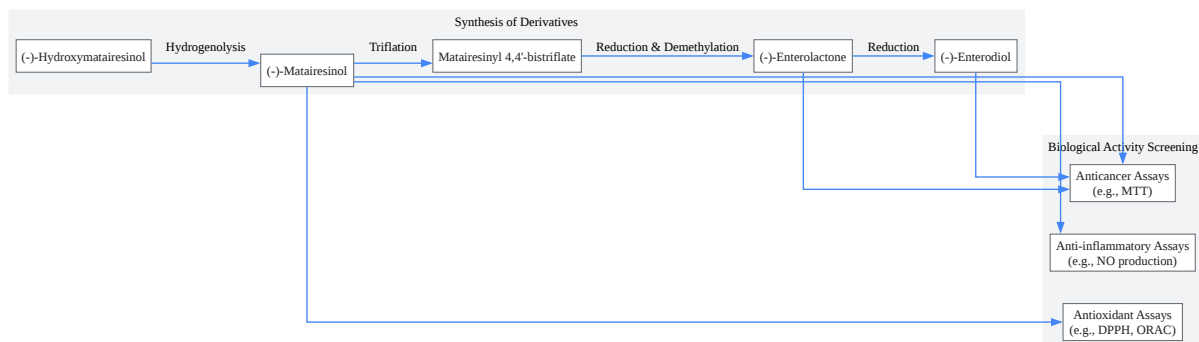 Synthesis of Derivatives
(-)-Hydroxymatairesinol
Hydrogenolysis
(-)-Matairesinol
Triflation
Matairesinyl 4,4'-bistriflate
Reduction & Demethylation
(-)-Enterolactone
Reduction
(-)-Enterodiol
Biological Activity Screening
Anticancer Assays
(e.g., MTT)
Anti-inflammatory Assays
(e.g., NO production)
Antioxidant Assays
(e.g., DPPH, ORAC)